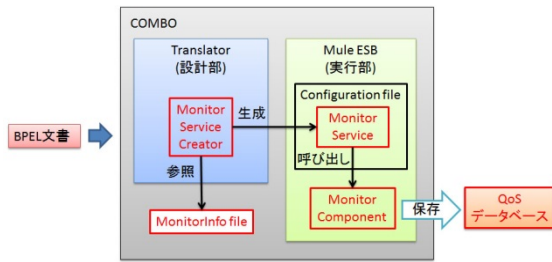 COMBO
Translator
(設計部)
Mule ESB
(実行部)
Configuration file
Monitor
Service
Creator
生成
Monitor
Service
BPEL文書
呼び出し
参照
MonitorInfo file
Monitor
Component
保存
QoS
データベース